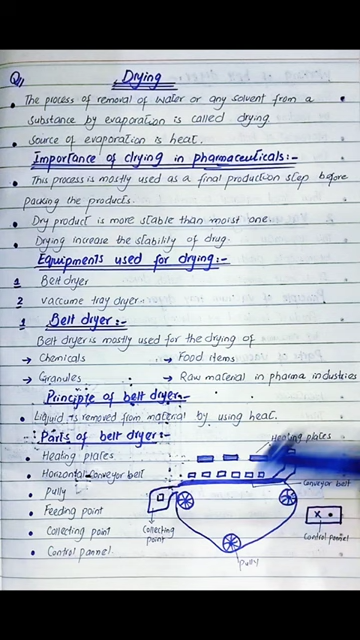 Q11 Drying
• The process of removal of water or any solvent from a
substance by evaporation is called drying
• Source of evaporation is heat.
Importance of drying in pharmaceuticals:-
• This process is mostly used as a final production step before
packing the products.
• Dry product is more stable than moist one.
• Drying increase the stability of drug.
Equipments used for drying:-
1 Belt dryer
2 vaccume tray dryer
1 Belt dryer:-
Belt dryer is mostly used for the drying of
→ Chemicals → Food items
→ Granules → Raw material in pharma industries
Principle of belt dryer:-
• Liquid is removed from material by using heat.
Parts of belt dryer:-
• Heating plates
• Horizontal Conveyor belt
• pully
• Feeding point
• Collecting point
• Control pannel.
Heating plates
Conveyor belt
Collecting
point
x •
Control pannel
pully